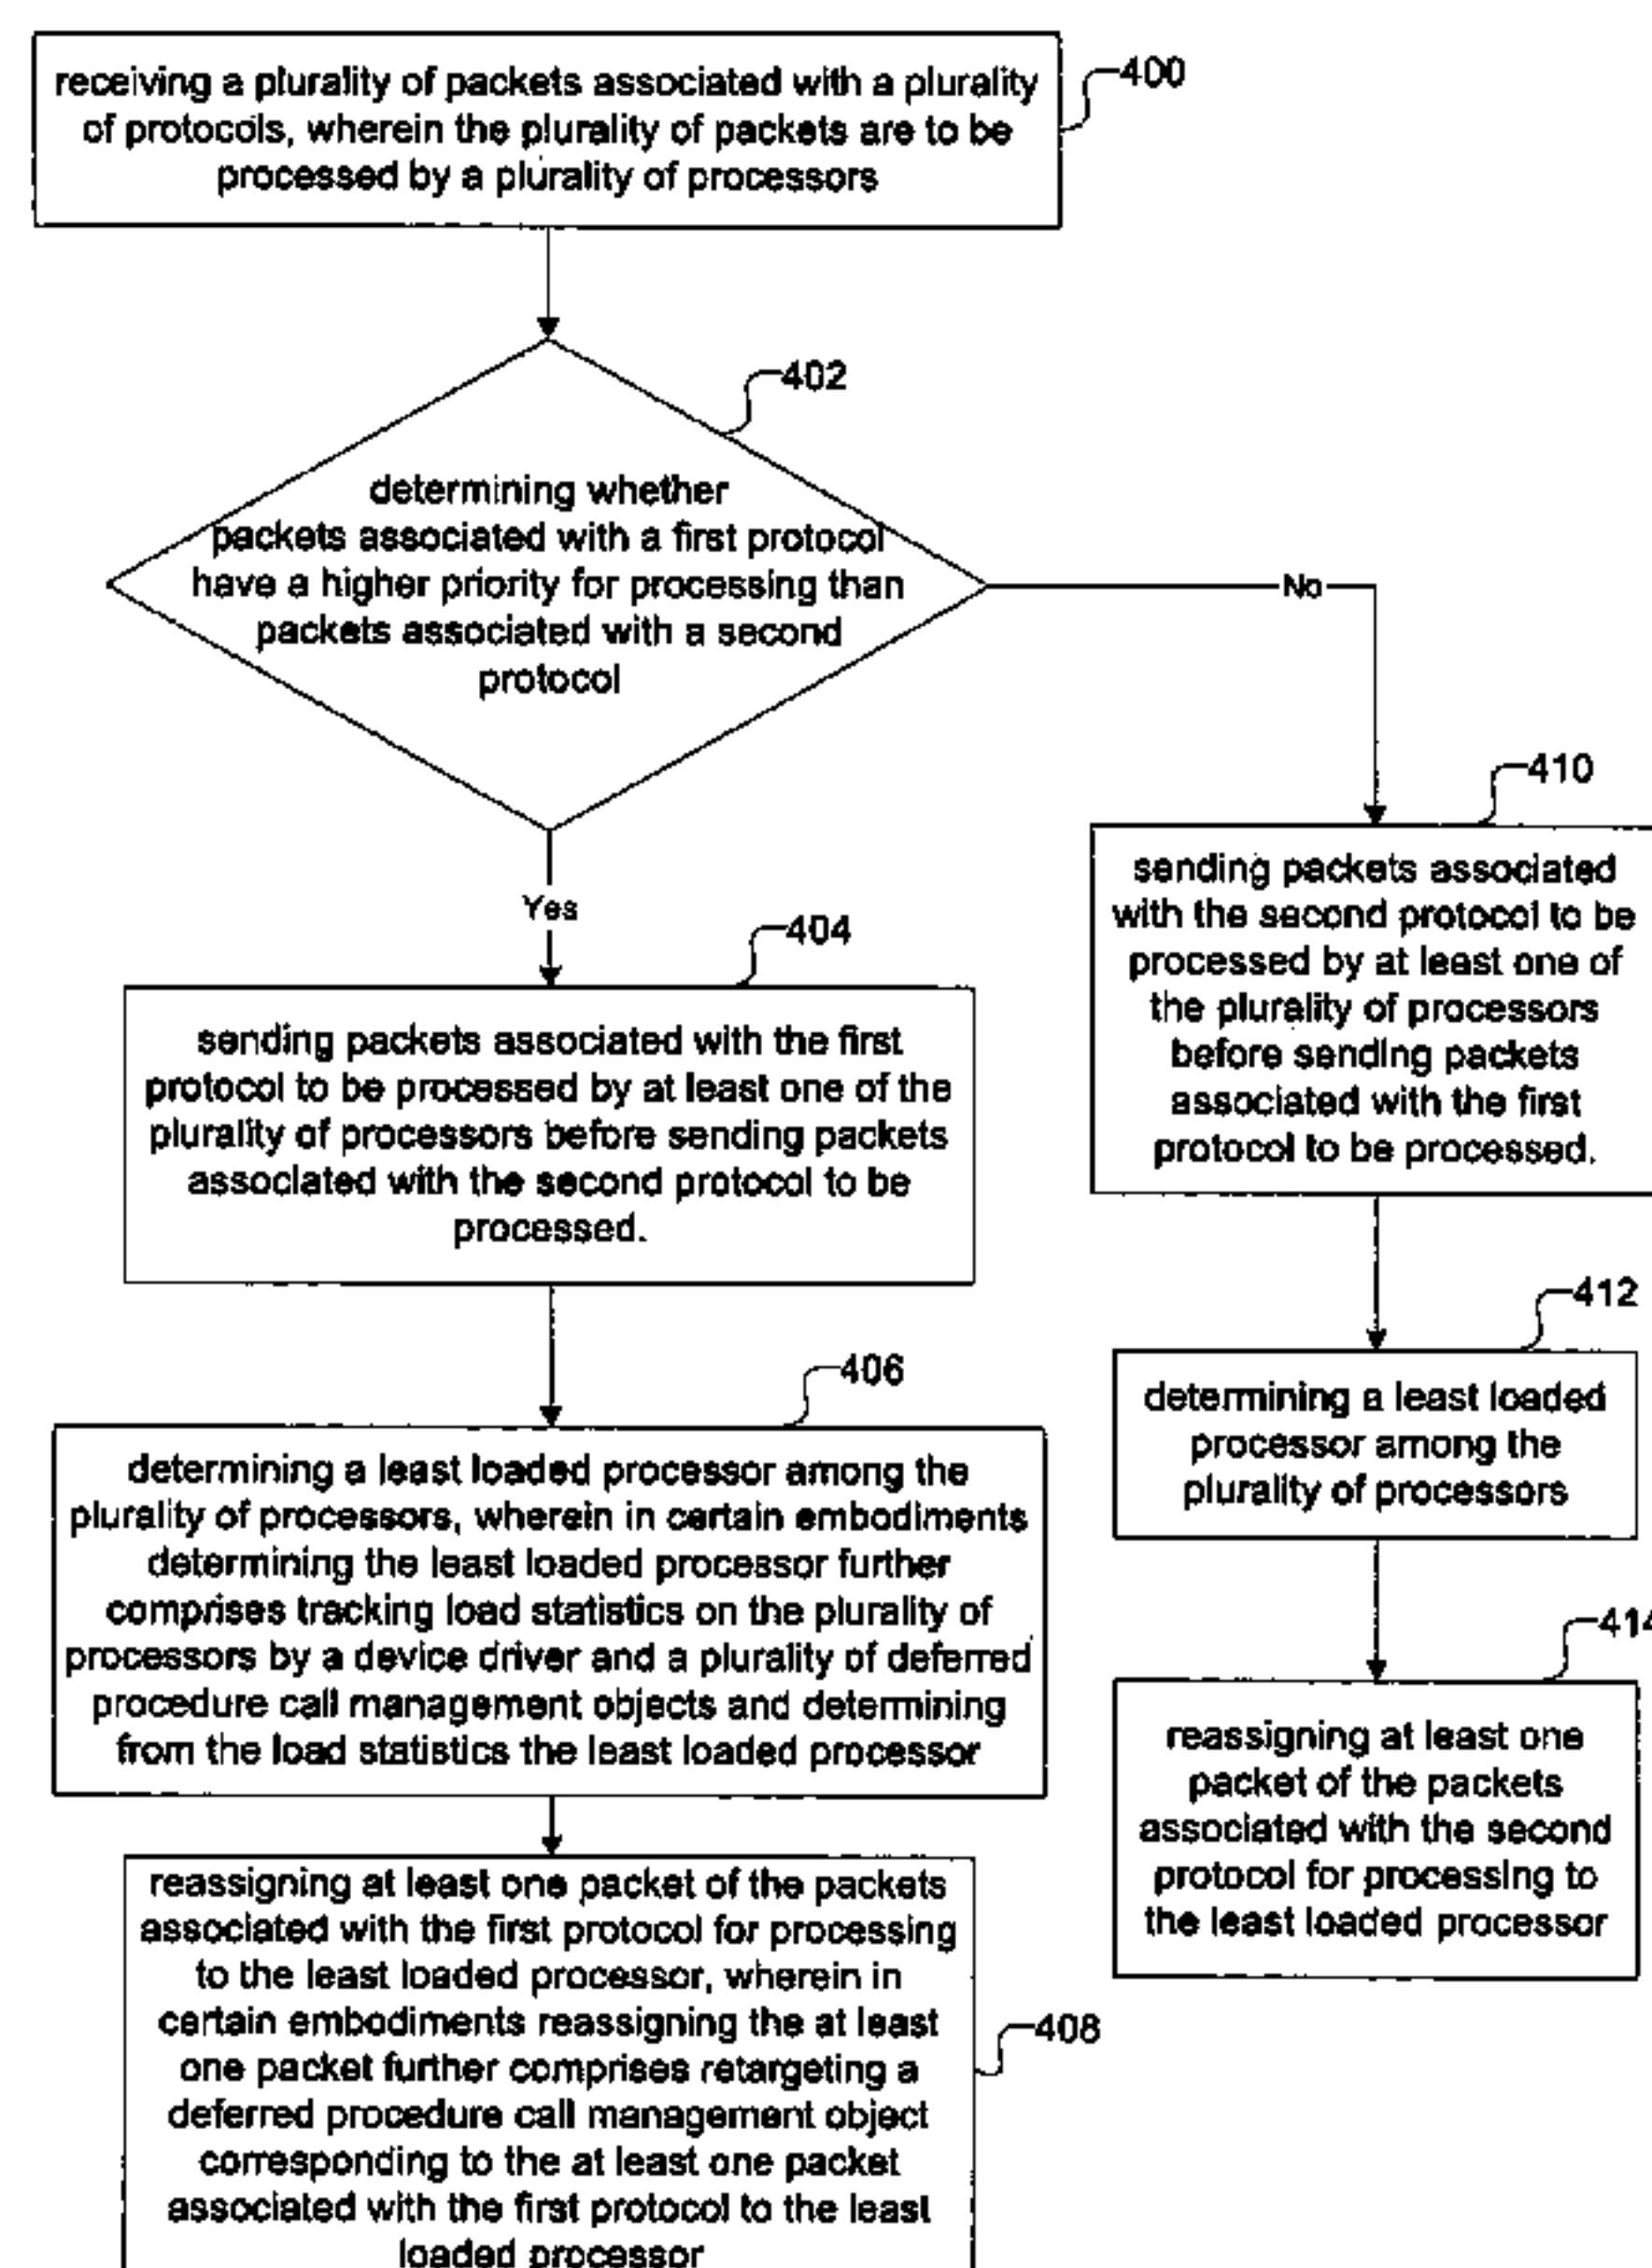 receiving a plurality of packets associated with a plurality
of protocols, wherein the plurality of packets are to be
processed by a plurality of processors
400
402
determining whether
packets associated with a first protocol
have a higher priority for processing than
packets associated with a second
protocol
No
Yes
404
sending packets associated with the first
protocol to be processed by at least one of the
plurality of processors before sending packets
associated with the second protocol to be
processed.
406
determining a least loaded processor among the
plurality of processors, wherein in certain embodiments
determining the least loaded processor further
comprises tracking load statistics on the plurality of
processors by a device driver and a plurality of deferred
procedure call management objects and determining
from the load statistics the least loaded processor
reassigning at least one packet of the packets
associated with the first protocol for processing
to the least loaded processor, wherein in
certain embodiments reassigning the at least
one packet further comprises retargeting a
deferred procedure call management object
corresponding to the at least one packet
associated with the first protocol to the least
loaded processor
408
410
sending packets associated
with the second protocol to be
processed by at least one of
the plurality of processors
before sending packets
associated with the first
protocol to be processed.
412
determining a least loaded
processor among the
plurality of processors
414
reassigning at least one
packet of the packets
associated with the second
protocol for processing to
the least loaded processor